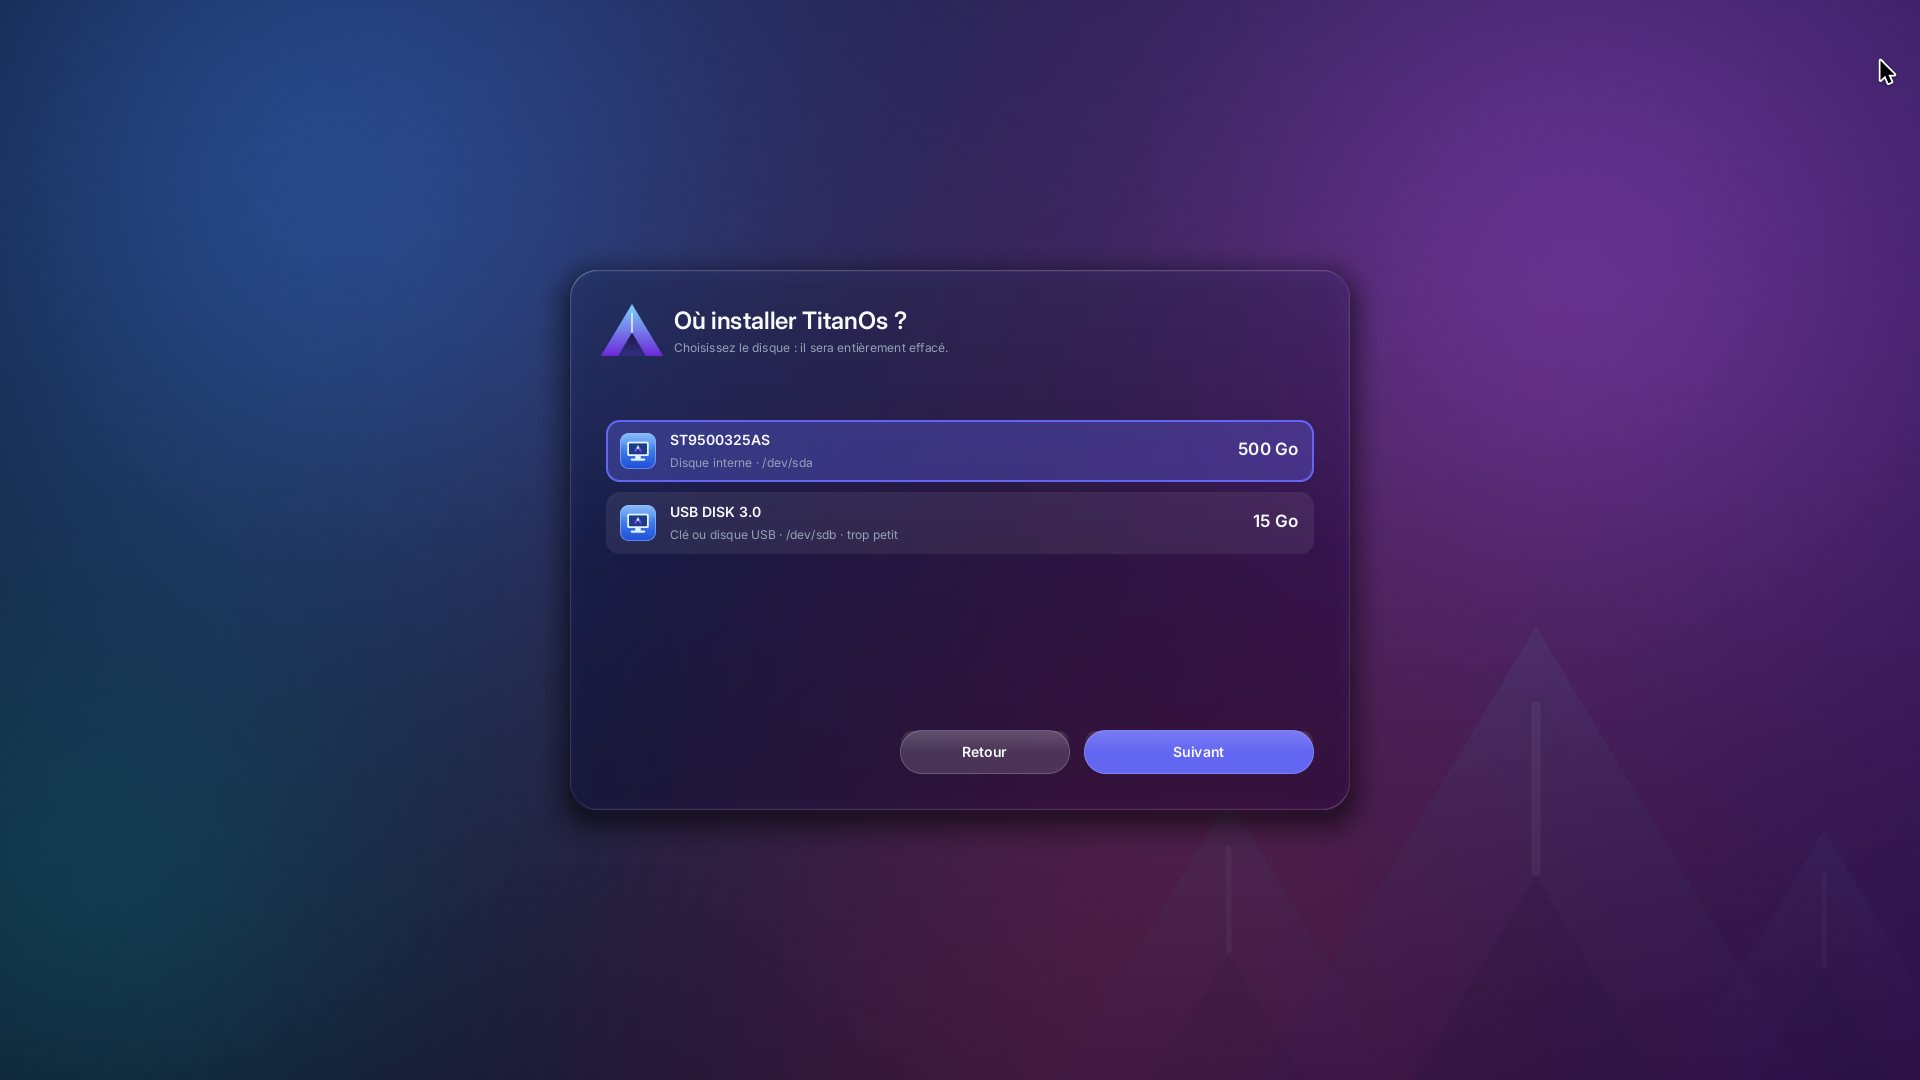 Où installer TitanOs ?
Choisissez le disque : il sera entièrement effacé.
ST9500325AS
500 Go
Disque interne · /dev/sda
USB DISK 3.0
15 Go
Clé ou disque USB · /dev/sdb · trop petit
Retour
Suivant